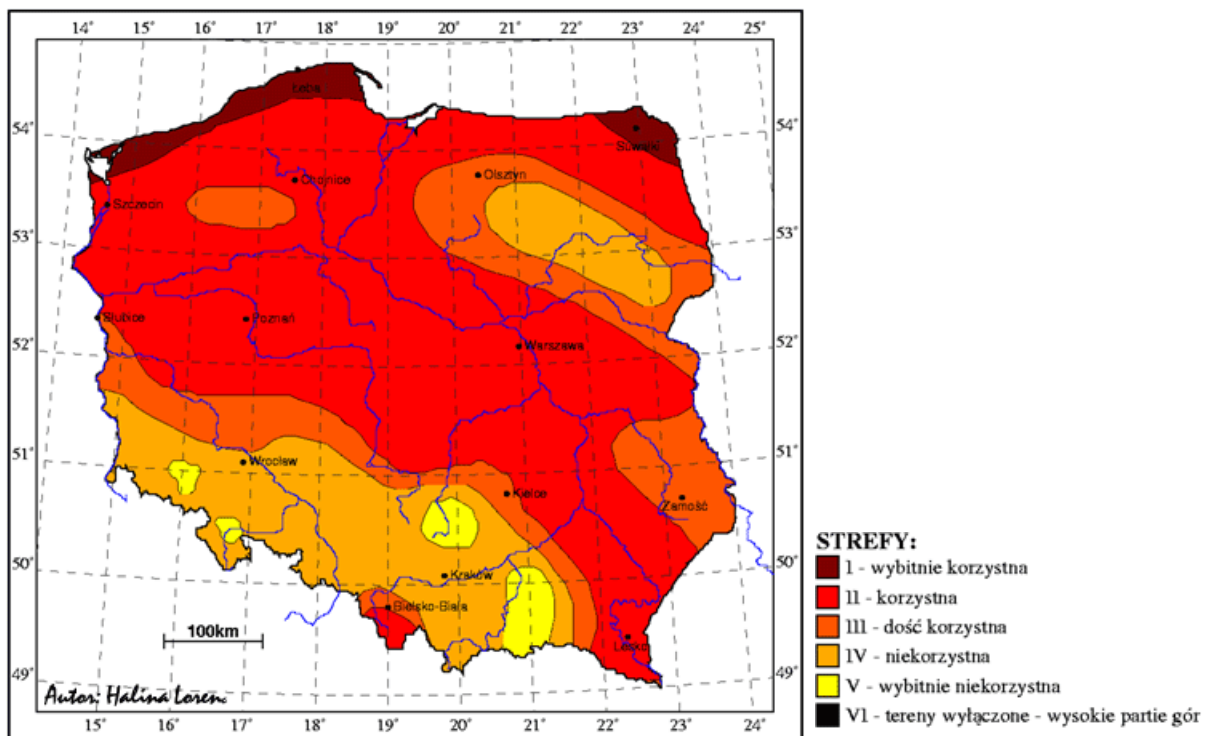 14° 15° 16° 17° 18° 19° 20° 21° 22° 23° 24° 25°
Łeba
54° 54°
Suwałki
Chojnice
Olsztyn
Szczecin
53° 53°
Słubice
Poznań
Warszawa
52° 52°
51° 51°
Wrocław
Kielce
Zamość
50° 50°
Kraków
Bielsko-Biała
100km
Lesko
49° 49°
Autor: Halina Lorenc
15° 16° 17° 18° 19° 20° 21° 22° 23° 24°
STREFY:
I - wybitnie korzystna
II - korzystna
III - dość korzystna
IV - niekorzystna
V - wybitnie niekorzystna
VI - tereny wyłączone - wysokie partie gór